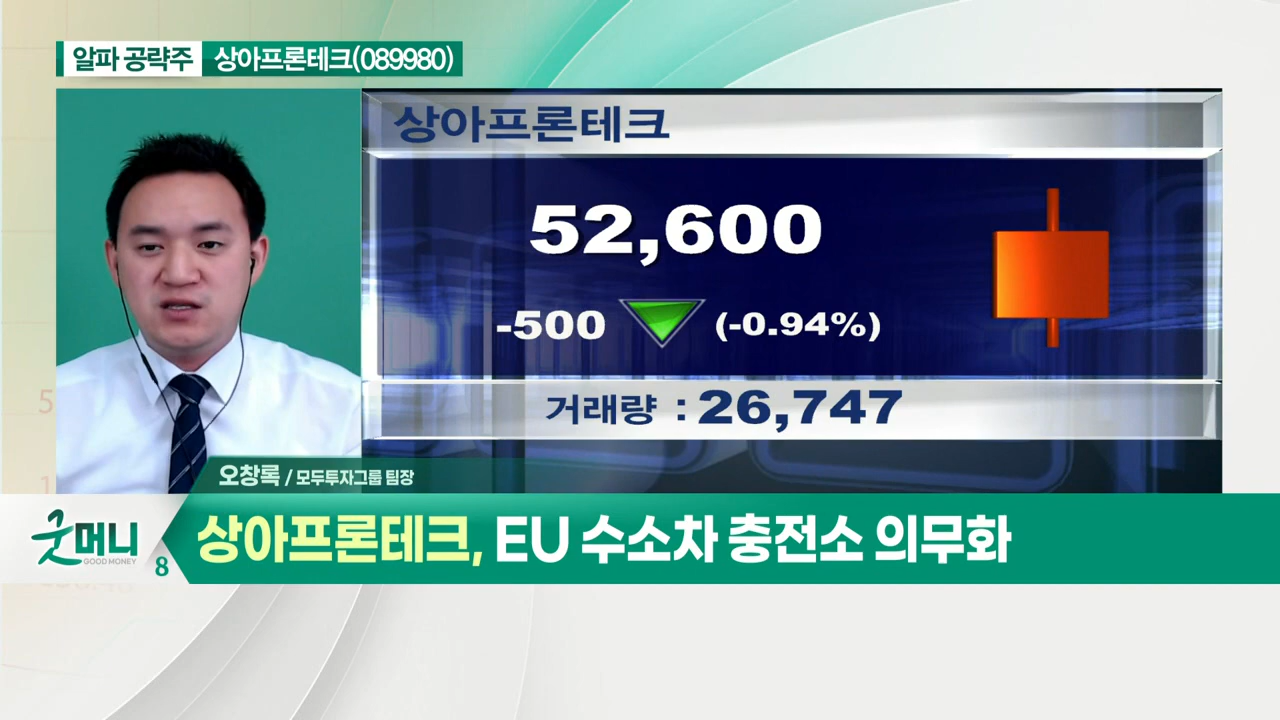 알파 공략주 상아프론테크(089980)
상아프론테크
52,600
-500 (-0.94%)
거래량 : 26,747
오창록 / 모두투자그룹 팀장
굿머니
GOOD MONEY
8
상아프론테크, EU 수소차 충전소 의무화